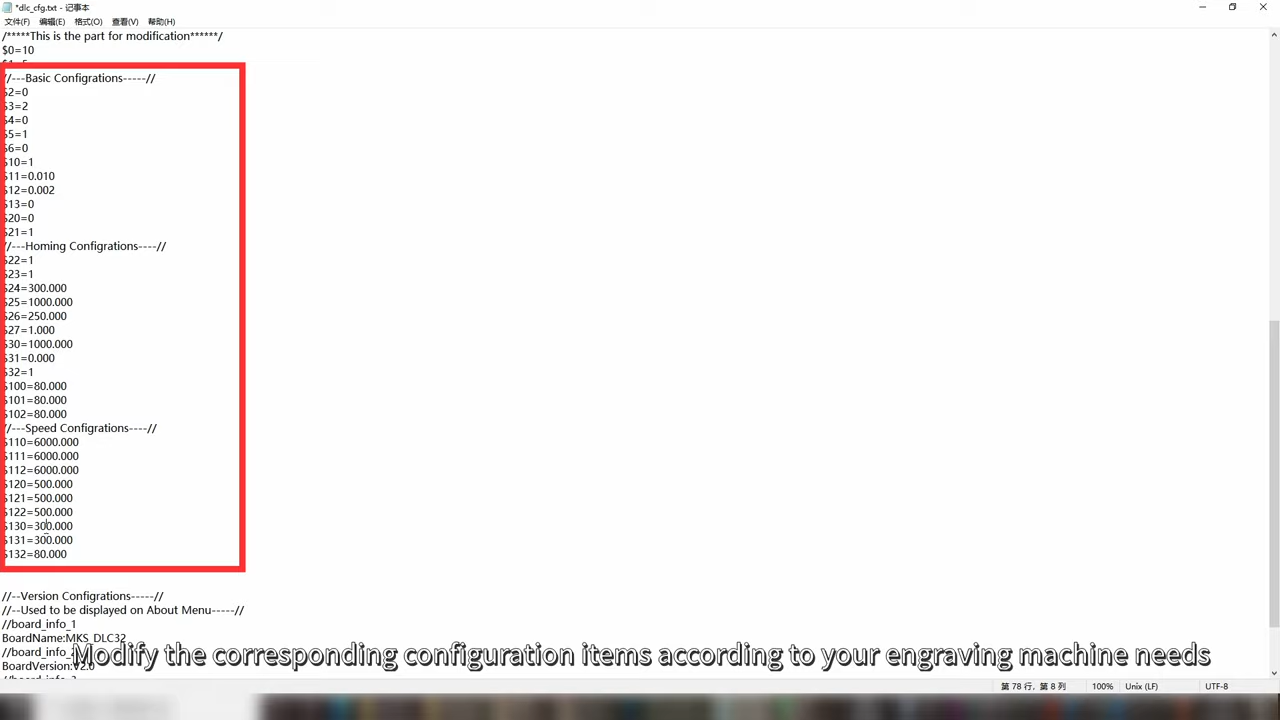 *dlc_cfg.txt - 记事本
文件(F) 编辑(E) 格式(O) 查看(V) 帮助(H)
/*****This is the part for modification******/
$0=10
//---Basic Configrations-----//
$2=0
$3=2
$4=0
$5=1
$6=0
$10=1
$11=0.010
$12=0.002
$13=0
$20=0
$21=1
//---Homing Configrations----//
$22=1
$23=1
$24=300.000
$25=1000.000
$26=250.000
$27=1.000
$30=1000.000
$31=0.000
$32=1
$100=80.000
$101=80.000
$102=80.000
//---Speed Configrations----//
$110=6000.000
$111=6000.000
$112=6000.000
$120=500.000
$121=500.000
$122=500.000
$130=300.000
$131=300.000
$132=80.000
//--Version Configrations-----//
//--Used to be displayed on About Menu-----//
//board_info_1
BoardName:MKS_DLC32
//board_info_
BoardVersion:V2.0
Modify the corresponding configuration items according to your engraving machine needs
第 78 行，第 8 列 100% Unix (LF) UTF-8